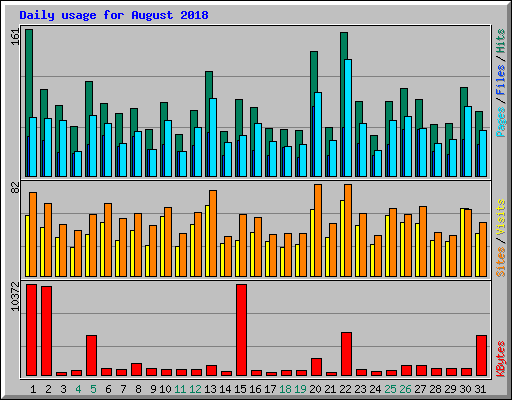 Daily usage for August 2018
161
Pages / Files / Hits
82
Sites / Visits
10372
KBytes
1 2 3 4 5 6 7 8 9 10 11 12 13 14 15 16 17 18 19 20 21 22 23 24 25 26 27 28 29 30 31